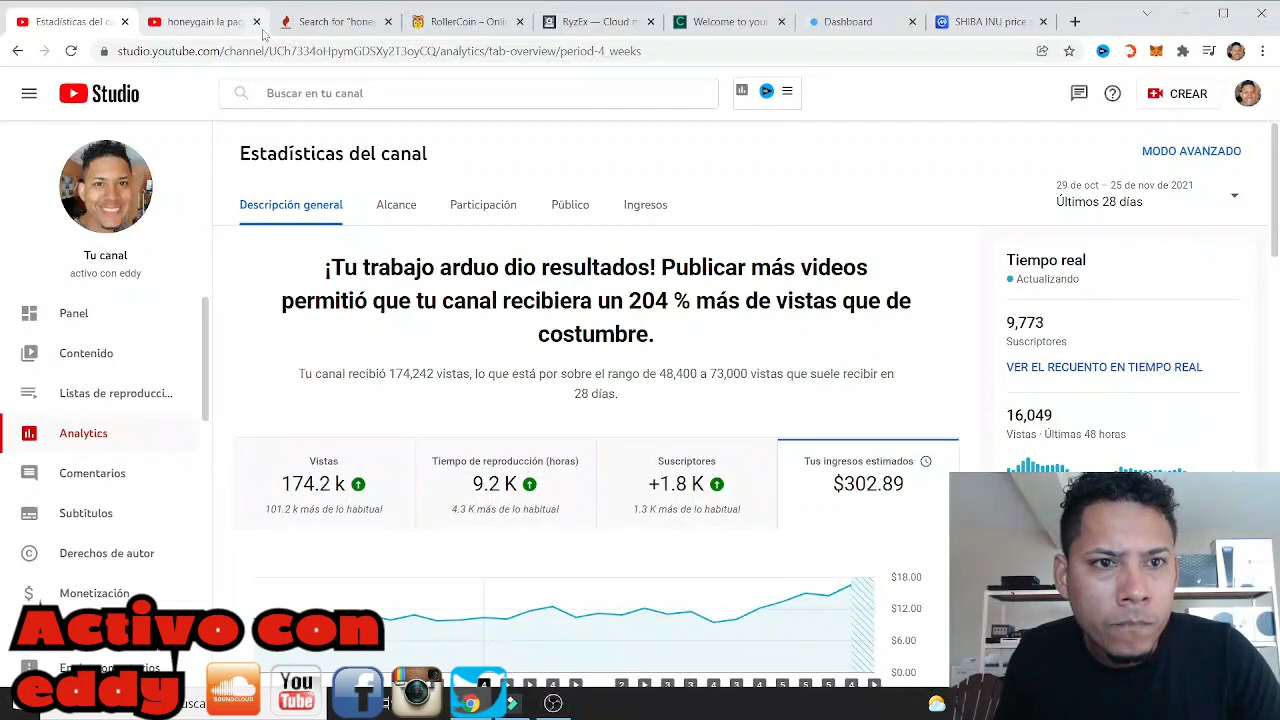 Estadísticas del ca
honeygain la pag
Search for "honey
RollerCoin – Onli
RyzEx — Cloud m
Welcome to your
Dashboard
SHIBAINU price
studio.youtube.com/channel/UCh7334oHpymGDSXy2T3oyCQ/analytics/tab-overview/period-4_weeks
Studio
Buscar en tu canal
CREAR
Tu canal
activo con eddy
Panel
Contenido
Listas de reproducci...
Analytics
Comentarios
Subtítulos
Derechos de autor
Monetización
Estadísticas del canal
MODO AVANZADO
29 de oct – 25 de nov de 2021
Últimos 28 días
Descripción general
Alcance
Participación
Público
Ingresos
¡Tu trabajo arduo dio resultados! Publicar más videos
permitió que tu canal recibiera un 204 % más de vistas que de
costumbre.
Tu canal recibió 174,242 vistas, lo que está por sobre el rango de 48,400 a 73,000 vistas que suele recibir en
28 días.
Vistas
174.2 k
101.2 k más de lo habitual
Tiempo de reproducción (horas)
9.2 K
4.3 K más de lo habitual
Suscriptores
+1.8 K
1.3 K más de lo habitual
Tus ingresos estimados
$302.89
$18.00
$12.00
$6.00
$0.00
Tiempo real
Actualizando
9,773
Suscriptores
VER EL RECUENTO EN TIEMPO REAL
16,049
Vistas · Últimas 48 horas
Activo con
eddy
SOUNDCLOUD
You
Tube